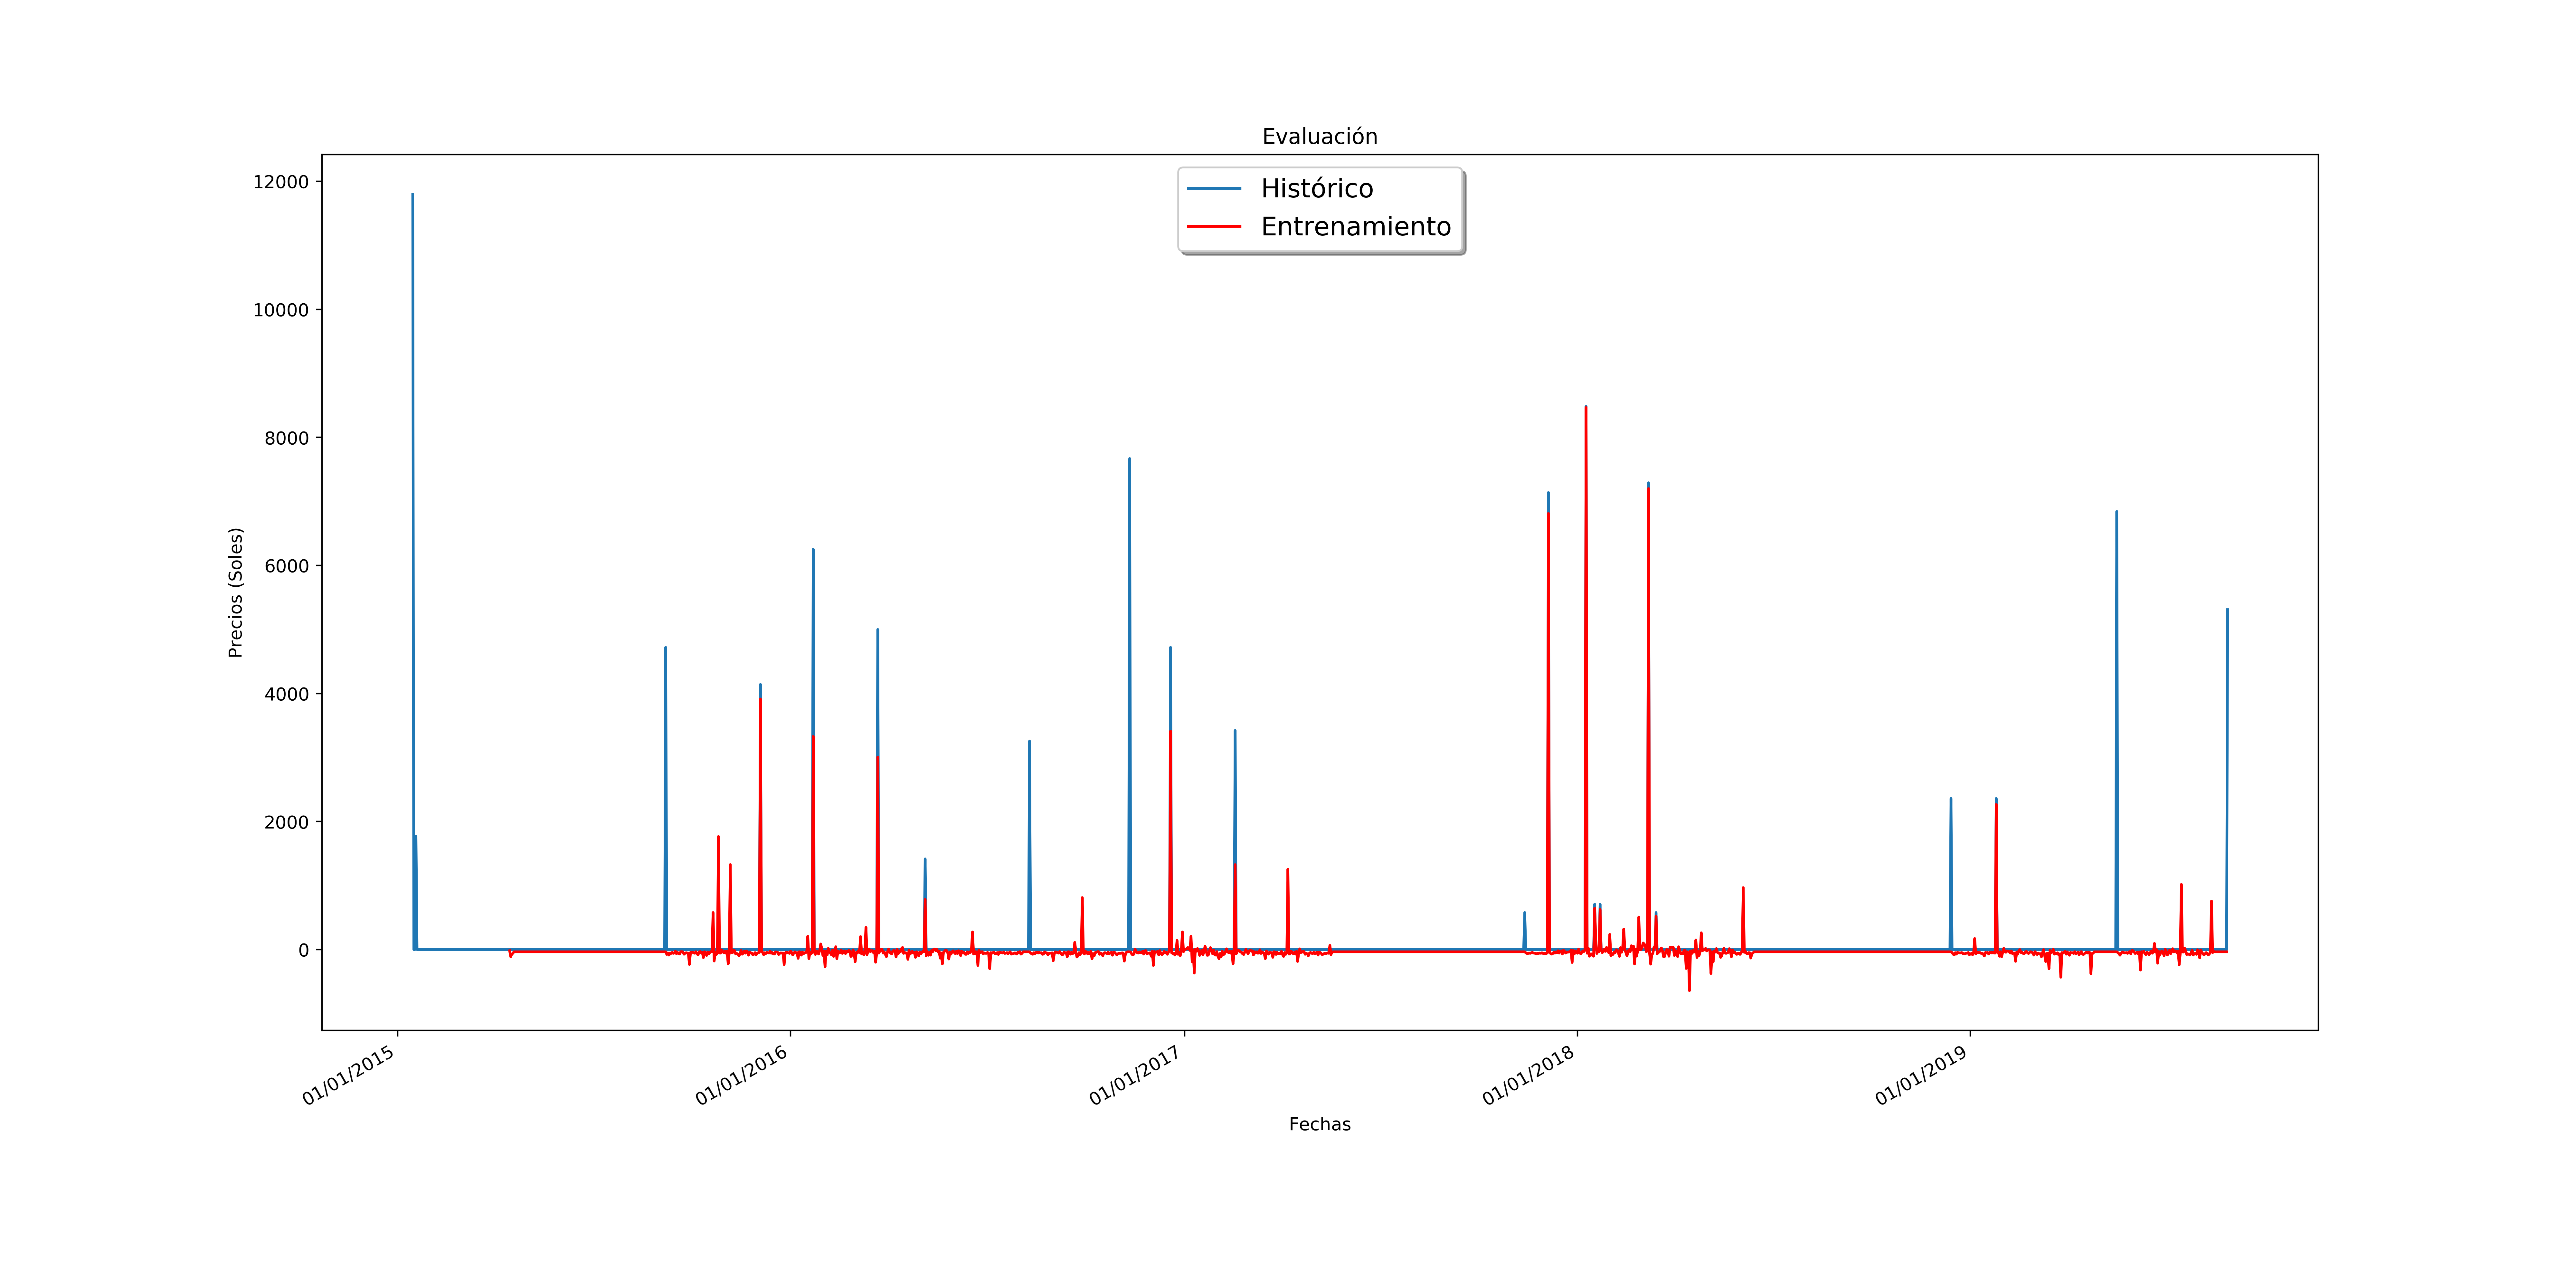 Evaluación
Histórico
Entrenamiento
12000
10000
8000
6000
4000
2000
0
Precios (Soles)
01/01/2015
01/01/2016
01/01/2017
01/01/2018
01/01/2019
Fechas